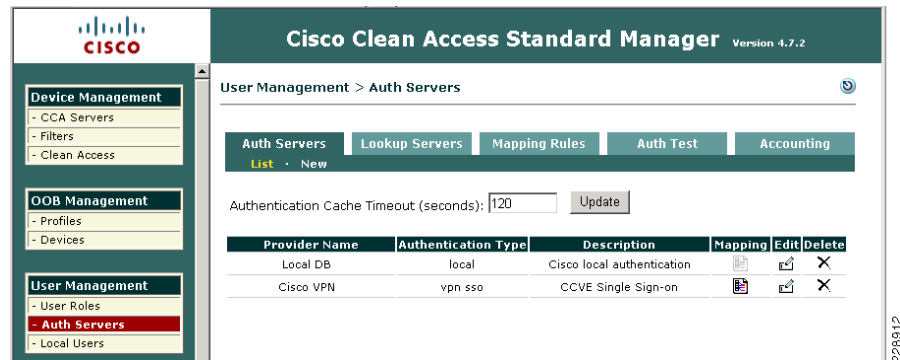 CISCO
Cisco Clean Access Standard Manager Version 4.7.2
Device Management
- CCA Servers
- Filters
- Clean Access
OOB Management
- Profiles
- Devices
User Management
- User Roles
- Auth Servers
- Local Users
User Management > Auth Servers
Auth Servers Lookup Servers Mapping Rules Auth Test Accounting
List · New
Authentication Cache Timeout (seconds): 120 Update
Provider Name Authentication Type Description Mapping Edit Delete
Local DB local Cisco local authentication
Cisco VPN vpn sso CCVE Single Sign-on
228912